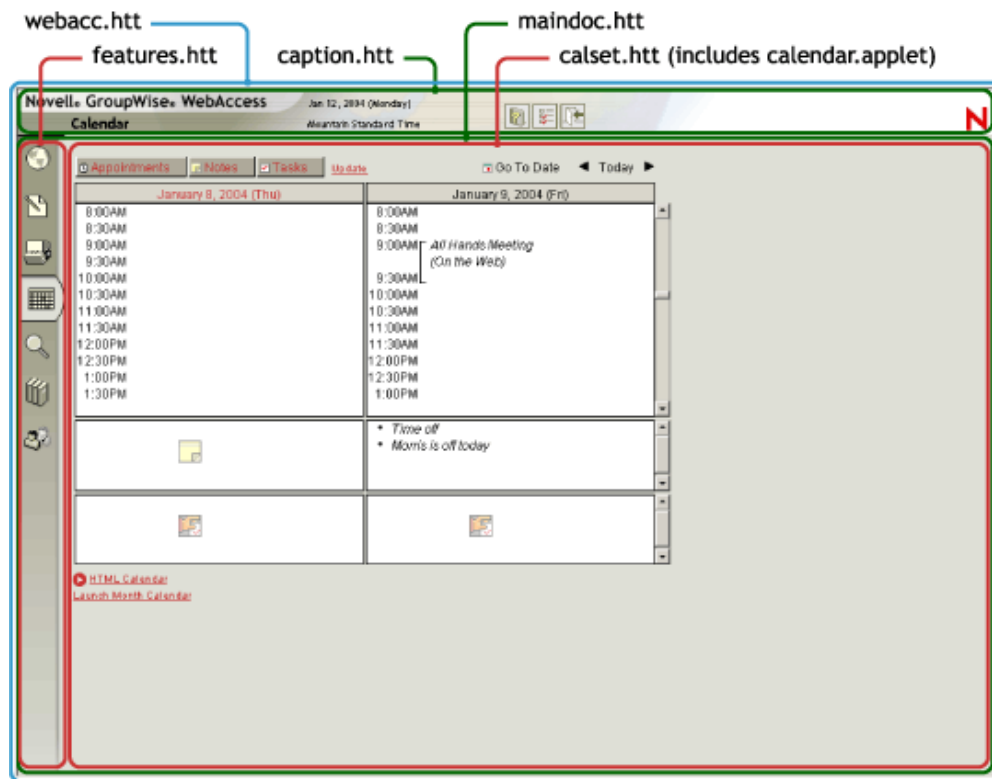 webacc.htt
maindoc.htt
features.htt
caption.htt
calset.htt (includes calendar.applet)
Novell® GroupWise® WebAccess
Jan 12, 2004 (Monday)
Calendar
Mountain Standard Time
N
Appointments
Notes
Tasks
Update
Go To Date
Today
January 8, 2004 (Thu)
January 9, 2004 (Fri)
8:00AM
8:30AM
9:00AM
9:30AM
10:00AM
10:30AM
11:00AM
11:30AM
12:00PM
12:30PM
1:00PM
1:30PM
8:00AM
8:30AM
9:00AM All Hands Meeting
(On the Web)
9:30AM
10:00AM
10:30AM
11:00AM
11:30AM
12:00PM
12:30PM
1:00PM
• Time off
• Morris is off today
HTML Calendar
Launch Month Calendar